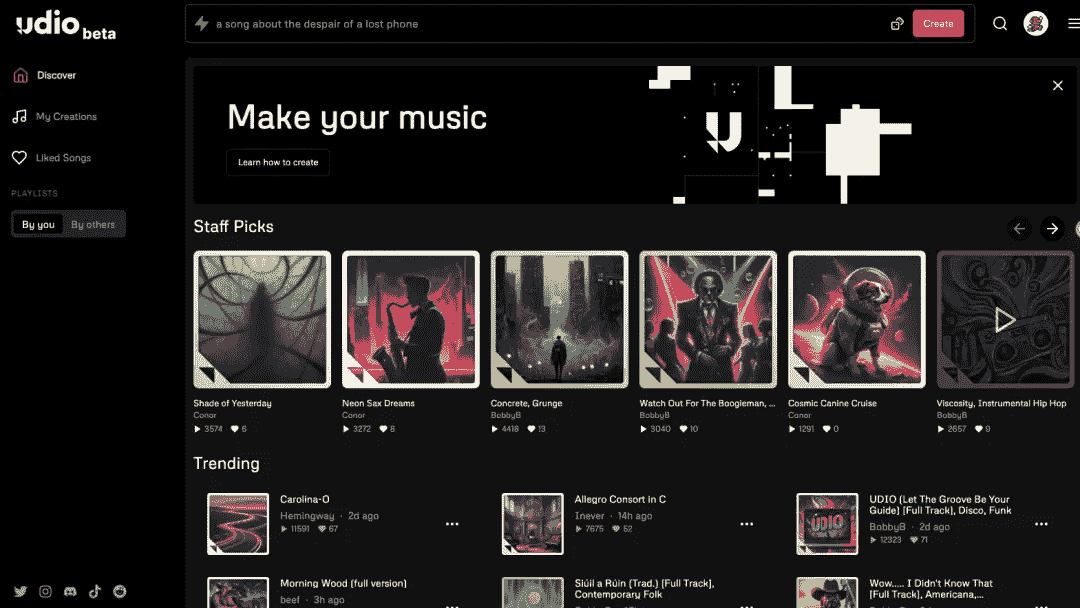 udio beta
a song about the despair of a lost phone
Create
Discover
My Creations
Liked Songs
PLAYLISTS
By you
By others
Make your music
Learn how to create
Staff Picks
Shade of Yesterday
Conor
3574 6
Neon Sax Dreams
Conor
3272 8
Concrete, Grunge
BobbyB
4418 13
Watch Out For The Boogieman, ...
BobbyB
3040 10
Cosmic Canine Cruise
Conor
1291 0
Viscosity, Instrumental Hip Hop
BobbyB
2657 9
Trending
Carolina-O
Hemingway · 2d ago
11591 67
Allegro Consort in C
Inever · 14h ago
7675 52
UDIO
UDIO (Let The Groove Be Your
Guide) [Full Track], Disco, Funk
BobbyB · 2d ago
12323 71
Morning Wood (full version)
beef · 3h ago
Siúil a Rún (Trad.) [Full Track],
Contemporary Folk
Wow..... I Didn't Know That
[Full Track], Americana,...